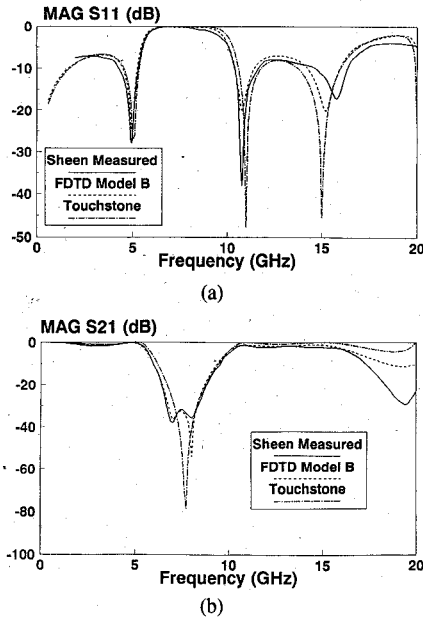 MAG S11 (dB)
0
-10
-20
-30
-40
-50
Sheen Measured
FDTD Model B
Touchstone
0 5 10 15 20
Frequency (GHz)
(a)
MAG S21 (dB)
0
-20
-40
-60
-80
-100
Sheen Measured
FDTD Model B
Touchstone
0 5 10 15 20
Frequency (GHz)
(b)